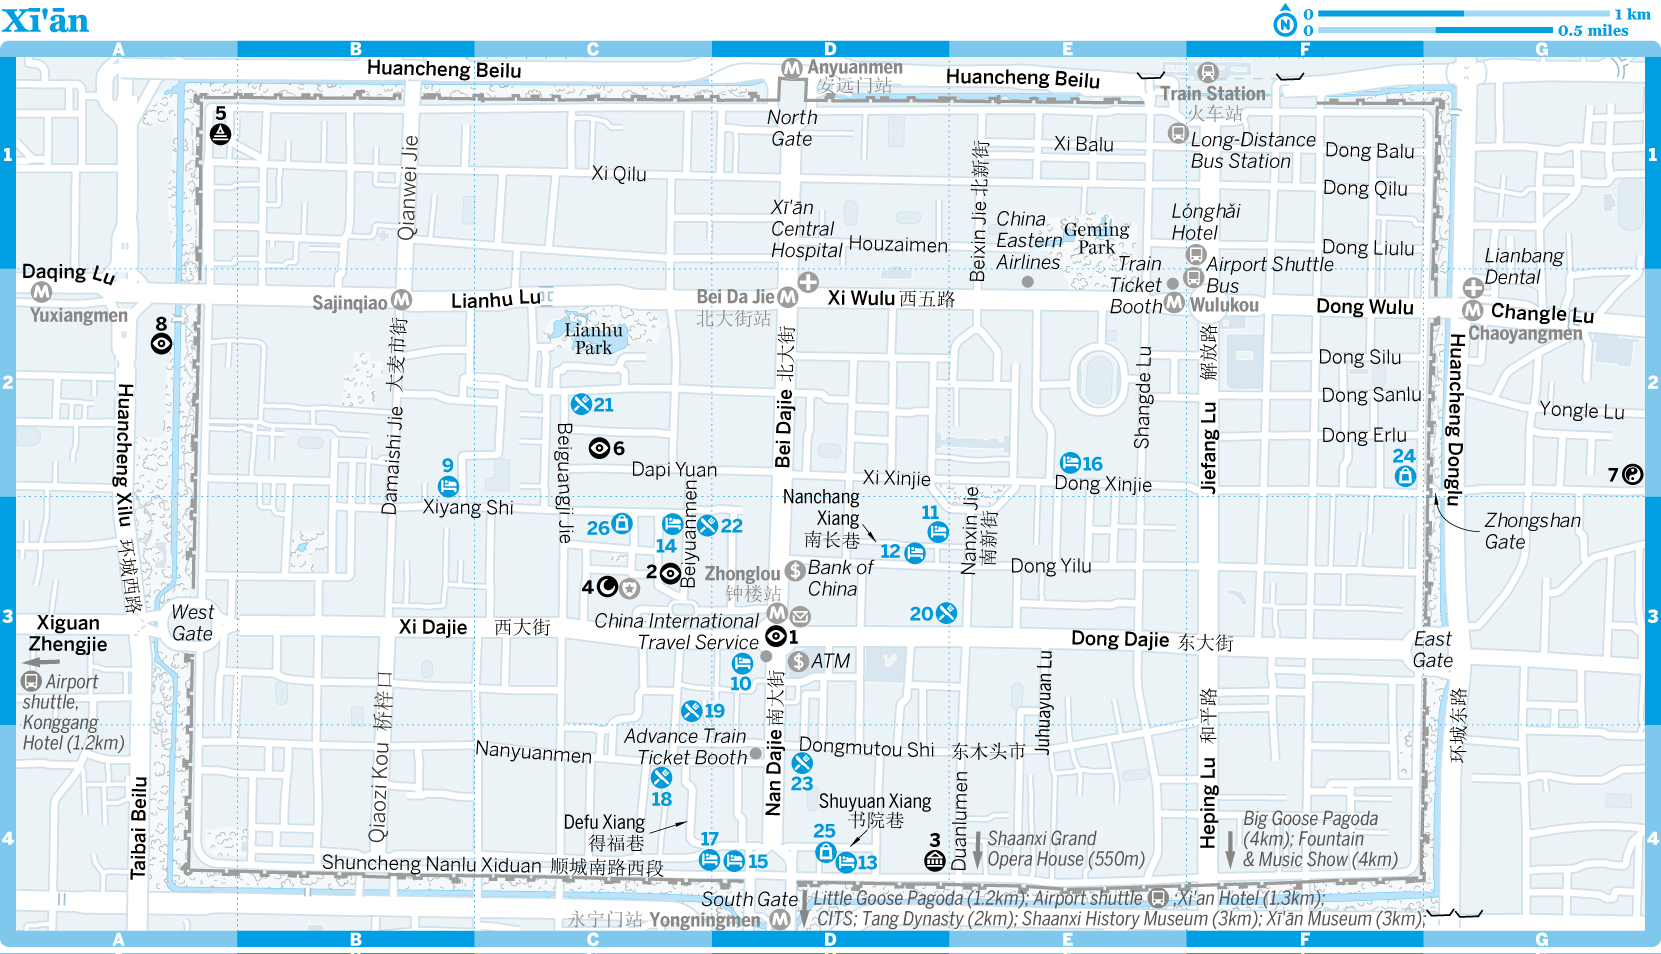 Xī'ān
0 1 km
N
0 0.5 miles
A B C D E F G
Huancheng Beilu
Anyuanmen
安远门站
Huancheng Beilu
Train Station
火车站
5
North
Gate
Xi Balu
Long-Distance
Bus Station
Dong Balu
1
1
Qianwei Jie
Xi Qilu
Beixin Jie 北新街
Dong Qilu
Xī'ān
Central
Hospital
Houzaimen
China
Eastern
Airlines
Geming
Park
Lónghǎi
Hotel
Dong Liulu
Lianbang
Dental
Daqing Lu
Yuxiangmen
Sajinqiao
Lianhu Lu
Bei Da Jie
北大街站
Xi Wulu 西五路
Train
Ticket
Booth
Airport Shuttle
Bus
Wulukou
Dong Wulu
Changle Lu
Chaoyangmen
8
Lianhu
Park
大麦市街
Damaishi Jie
Bei Dajie 北大街
Shangde Lu
解放路
Jiefang Lu
Dong Silu
Huancheng Donglu
2
2
Huancheng Xilu 环城西路
21
Dong Sanlu
Yongle Lu
Beiguangji Jie
6
Dong Erlu
9
Dapi Yuan
Xi Xinjie
16
Dong Xinjie
24
7
Xiyang Shi
Nanchang
Xiang
南长巷
11
Nanxin Jie
南新街
Zhongshan
Gate
26
14
22
12
Beiyuanmen
2
4
Zhonglou
钟楼站
Bank of
China
Dong Yilu
3
3
West
Gate
Xiguan
Zhengjie
Xi Dajie 西大街
China International
Travel Service
1
20
Dong Dajie 东大街
East
Gate
ATM
10
Airport
shuttle,
Konggang
Hotel (1.2km)
桥梓口
Qiaozi Kou
19
Nan Dajie 南大街
Juhuayuan Lu
和平路
Heping Lu
环城东路
Nanyuanmen
Advance Train
Ticket Booth
Dongmutou Shi 东木头市
18
23
Taibai Beilu
Defu Xiang
得福巷
Shuyuan Xiang
书院巷
Duanlumen
Shaanxi Grand
Opera House (550m)
Big Goose Pagoda
(4km); Fountain
& Music Show (4km)
4
4
Shuncheng Nanlu Xiduan 顺城南路西段
17
15
25
13
3
South Gate
永宁门站 Yongningmen
Little Goose Pagoda (1.2km); Airport shuttle ;Xi'an Hotel (1.3km);
CITS; Tang Dynasty (2km); Shaanxi History Museum (3km); Xī'ān Museum (3km);
A B C D E F G